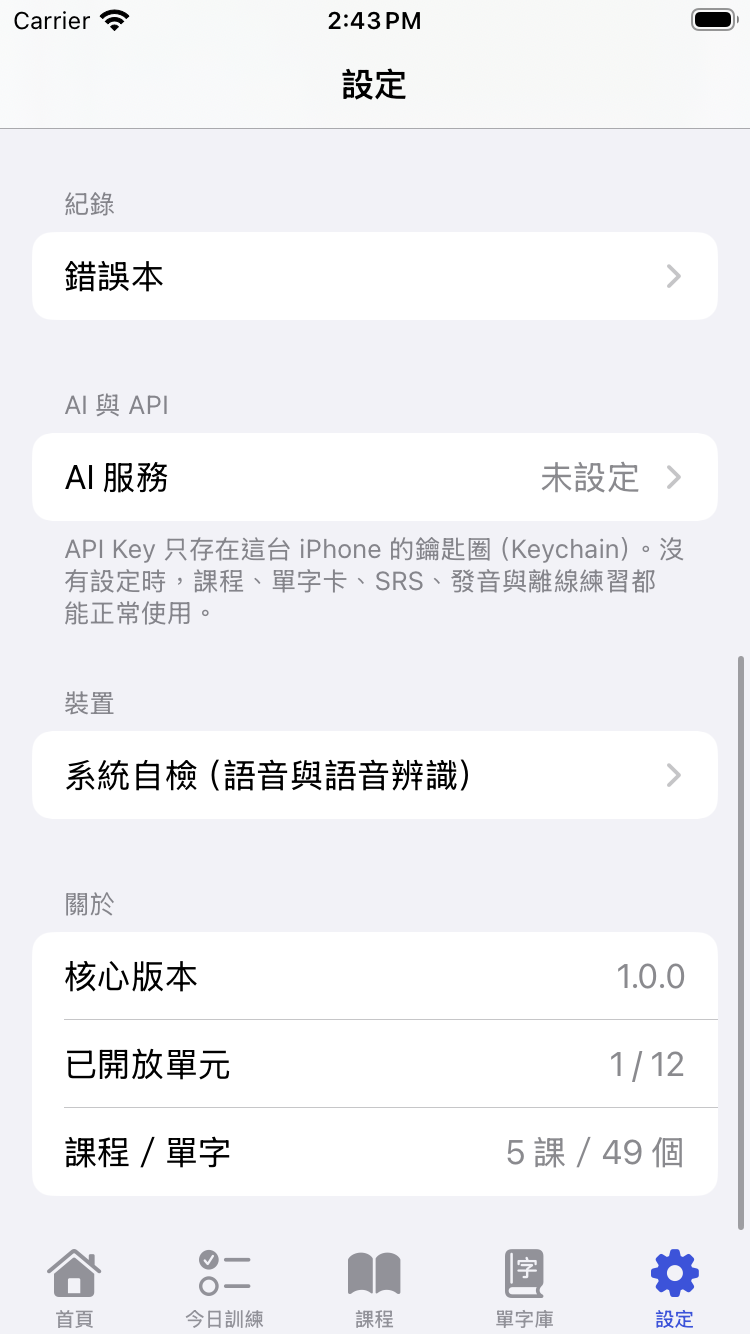 Carrier 2:43 PM
設定
紀錄
錯誤本
AI 與 API
AI 服務 未設定
API Key 只存在這台 iPhone 的鑰匙圈（Keychain）。沒
有設定時，課程、單字卡、SRS、發音與離線練習都
能正常使用。
裝置
系統自檢（語音與語音辨識）
關於
核心版本 1.0.0
已開放單元 1 / 12
課程 / 單字 5 課 / 49 個
字
首頁 今日訓練 課程 單字庫 設定